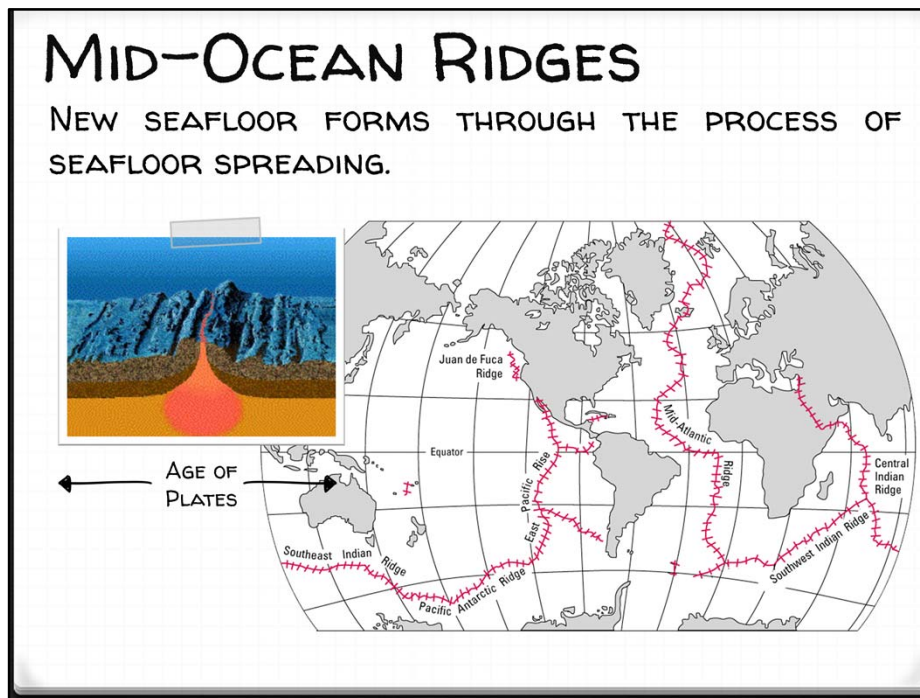 MID-OCEAN RIDGES
NEW SEAFLOOR FORMS THROUGH THE PROCESS OF
SEAFLOOR SPREADING.
AGE OF
PLATES
Juan de Fuca
Ridge
Equator
East Pacific Rise
Mid-Atlantic Ridge
Central
Indian
Ridge
Southwest Indian Ridge
Southeast Indian Ridge
Pacific Antarctic Ridge